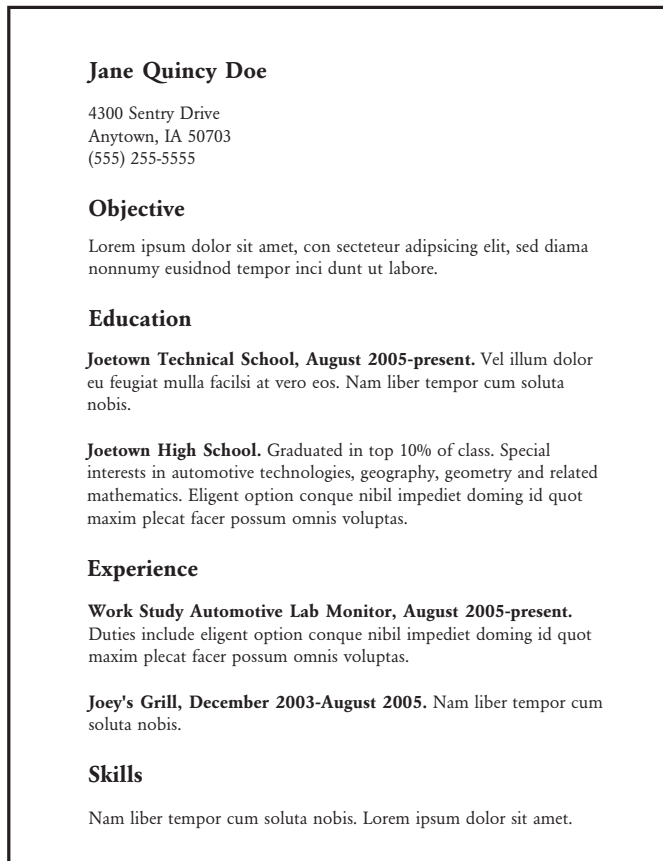 Jane Quincy Doe
4300 Sentry Drive
Anytown, IA 50703
(555) 255-5555
Objective
Lorem ipsum dolor sit amet, con secteteur adipsicing elit, sed diama
nonnumy eusidnod tempor inci dunt ut labore.
Education
Joetown Technical School, August 2005-present. Vel illum dolor
eu feugiat mulla facilsi at vero eos. Nam liber tempor cum soluta
nobis.
Joetown High School. Graduated in top 10% of class. Special
interests in automotive technologies, geography, geometry and related
mathematics. Eligent option conque nibil impediet doming id quot
maxim plecat facer possum omnis voluptas.
Experience
Work Study Automotive Lab Monitor, August 2005-present.
Duties include eligent option conque nibil impediet doming id quot
maxim plecat facer possum omnis voluptas.
Joey's Grill, December 2003-August 2005. Nam liber tempor cum
soluta nobis.
Skills
Nam liber tempor cum soluta nobis. Lorem ipsum dolor sit amet.